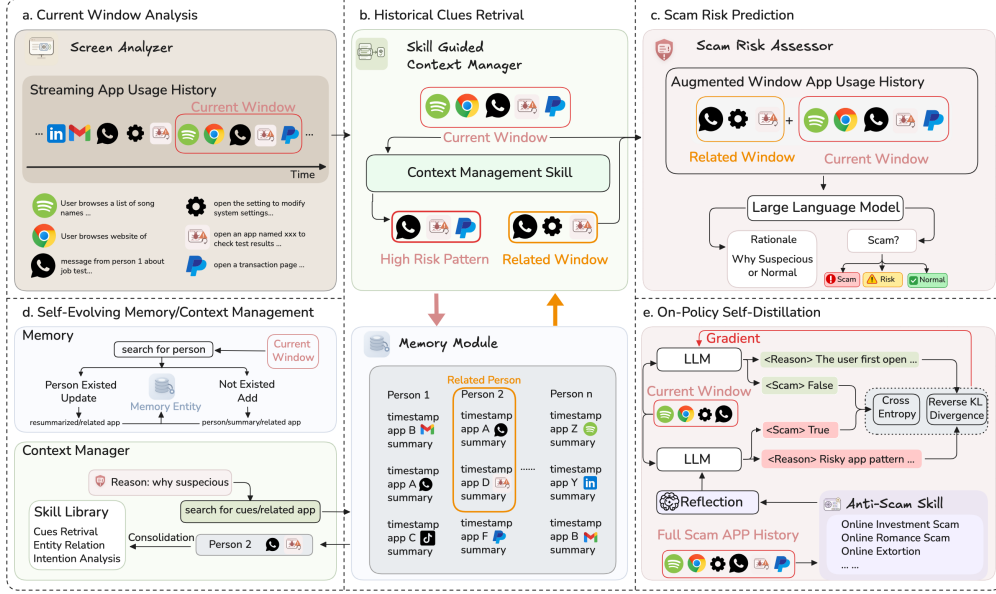 a. Current Window Analysis
Screen Analyzer
Streaming App Usage History
Current Window
...
...
Time
User browses a list of song
names ...
open the setting to modify
system settings...
User browses website of
open an app named xxx to
check test results ...
message from person 1 about
job test...
open a transaction page ...
b. Historical Clues Retrival
Skill Guided
Context Manager
Current Window
Context Management Skill
High Risk Pattern
Related Window
c. Scam Risk Prediction
Scam Risk Assessor
Augmented Window App Usage History
+
Related Window
Current Window
Large Language Model
Rationale
Why Suspicious
or Normal
Scam?
Scam
Risk
Normal
d. Self-Evolving Memory/Context Management
Memory
search for person
Current
Window
Person Existed
Update
Not Existed
Add
Memory Entity
resummarized/related app
person/summary/related app
Context Manager
Reason: why suspicious
search for cues/related app
Skill Library
Cues Retrival
Entity Relation
Intention Analysis
Consolidation
Person 2
Memory Module
Related Person
Person 1
Person 2
Person n
timestamp
app B
summary
timestamp
app A
summary
timestamp
app Z
summary
timestamp
app A
summary
timestamp
app D
summary
......
timestamp
app Y
summary
timestamp
app C
summary
timestamp
app F
summary
timestamp
app B
summary
e. On-Policy Self-Distillation
Gradient
LLM
<Reason> The user first open ...
<Scam> False
Current Window
Cross
Entropy
Reverse KL
Divergence
<Scam> True
LLM
<Reason> Risky app pattern ...
Reflection
Anti-Scam Skill
Online Investment Scam
Online Romance Scam
Online Extortion
... ...
Full Scam APP History